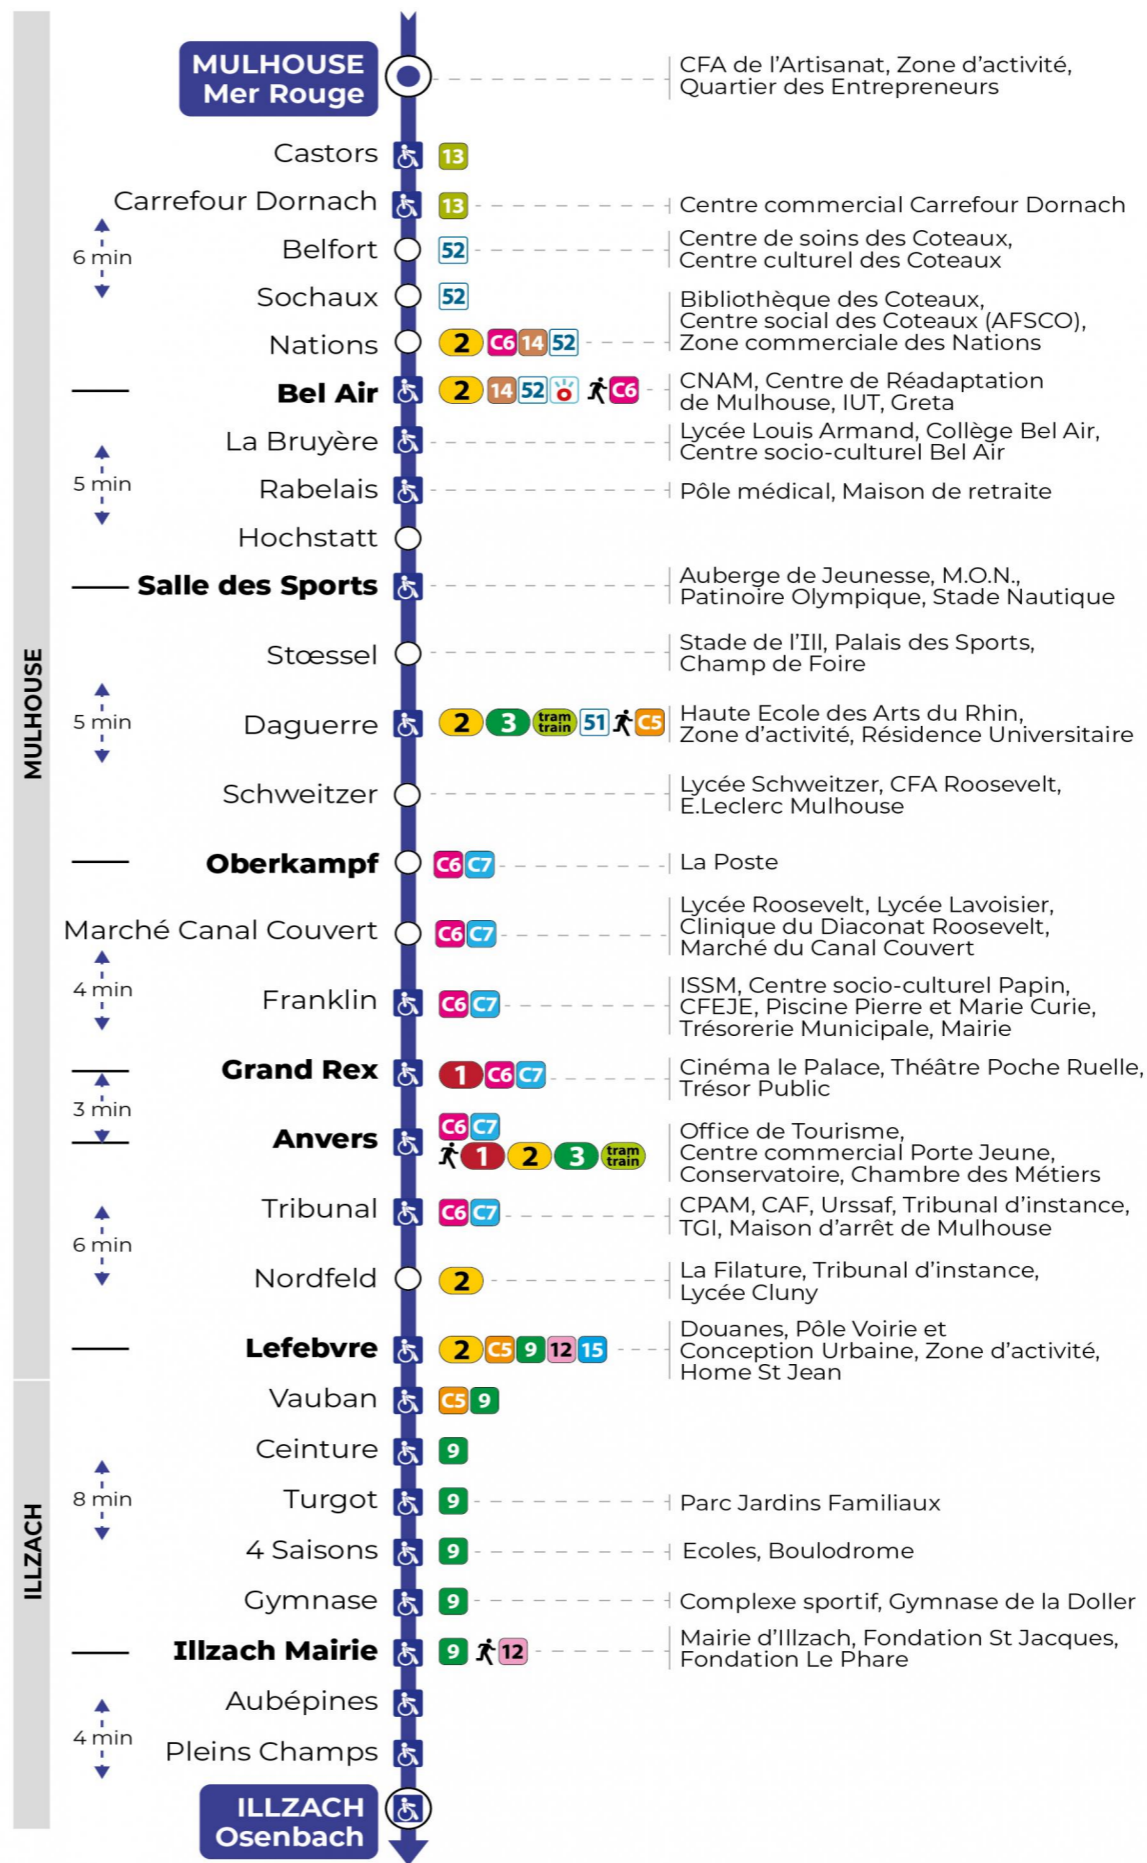 MULHOUSE
Mer Rouge
CFA de l'Artisanat, Zone d'activité,
Quartier des Entrepreneurs
Castors
13
Carrefour Dornach
13
Centre commercial Carrefour Dornach
6 min
Belfort
52
Centre de soins des Coteaux,
Centre culturel des Coteaux
Sochaux
52
Nations
2 C6 14 52
Bibliothèque des Coteaux,
Centre social des Coteaux (AFSCO),
Zone commerciale des Nations
Bel Air
2 14 52 C6
CNAM, Centre de Réadaptation
de Mulhouse, IUT, Greta
La Bruyère
Lycée Louis Armand, Collège Bel Air,
Centre socio-culturel Bel Air
5 min
Rabelais
Pôle médical, Maison de retraite
Hochstatt
Salle des Sports
Auberge de Jeunesse, M.O.N.,
Patinoire Olympique, Stade Nautique
MULHOUSE
Stœssel
Stade de l'Ill, Palais des Sports,
Champ de Foire
5 min
Daguerre
2 3 tram train 51 C5
Haute Ecole des Arts du Rhin,
Zone d'activité, Résidence Universitaire
Schweitzer
Lycée Schweitzer, CFA Roosevelt,
E.Leclerc Mulhouse
Oberkampf
C6 C7
La Poste
Marché Canal Couvert
C6 C7
Lycée Roosevelt, Lycée Lavoisier,
Clinique du Diaconat Roosevelt,
Marché du Canal Couvert
4 min
Franklin
C6 C7
ISSM, Centre socio-culturel Papin,
CFEJE, Piscine Pierre et Marie Curie,
Trésorerie Municipale, Mairie
Grand Rex
1 C6 C7
Cinéma le Palace, Théâtre Poche Ruelle,
Trésor Public
3 min
Anvers
C6 C7
1 2 3 tram train
Office de Tourisme,
Centre commercial Porte Jeune,
Conservatoire, Chambre des Métiers
Tribunal
C6 C7
CPAM, CAF, Urssaf, Tribunal d'instance,
TGI, Maison d'arrêt de Mulhouse
6 min
Nordfeld
2
La Filature, Tribunal d'instance,
Lycée Cluny
Lefebvre
2 C5 9 12 15
Douanes, Pôle Voirie et
Conception Urbaine, Zone d'activité,
Home St Jean
Vauban
C5 9
Ceinture
9
8 min
Turgot
9
Parc Jardins Familiaux
ILLZACH
4 Saisons
9
Ecoles, Boulodrome
Gymnase
9
Complexe sportif, Gymnase de la Doller
Illzach Mairie
9 12
Mairie d'Illzach, Fondation St Jacques,
Fondation Le Phare
Aubépines
4 min
Pleins Champs
ILLZACH
Osenbach